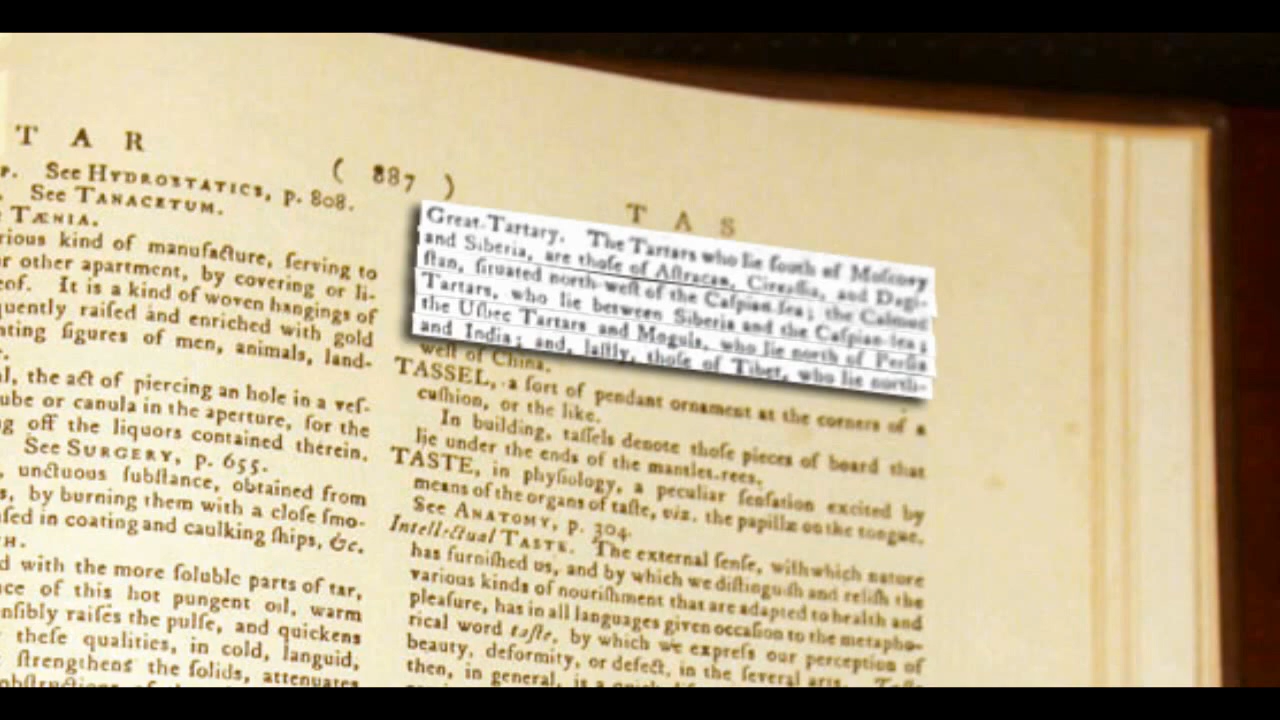 T A R
( 887 )
T A S
P. See HYDROSTATICS, p. 808.
. See TANACETUM.
TÆNIA.
rious kind of manufacture, ſerving to
other apartment, by covering or li-
eof. It is a kind of woven hangings of
quently raiſed and enriched with gold
ting figures of men, animals, land-
al, the act of piercing an hole in a veſ-
ube or canula in the aperture, for the
g off the liquors contained therein.
See SURGERY, p. 655.
, unctuous ſubſtance, obtained from
s, by burning them with a cloſe ſmo-
uſed in coating and caulking ſhips, &c.
H.
d with the more ſoluble parts of tar,
ce of this hot pungent oil, warm
nſibly raiſes the pulſe, and quickens
theſe qualities, in cold, languid,
ſtrengthens the ſolids, attenuates
Great Tartary. The Tartars who lie ſouth of Moſcovy
and Siberia, are thoſe of Aſtracan, Circaſſia, and Dagi-
ſtan, ſituated north-weſt of the Caſpian-ſea; the Calmuc
Tartars, who lie between Siberia and the Caſpian-ſea;
the Uſbec Tartars and Moguls, who lie north of Perſia
and India; and, laſtly, thoſe of Tibet, who lie north-
weſt of China.
TASSEL, a ſort of pendant ornament at the corners of a
cuſhion, or the like.
In building, taſſels denote thoſe pieces of board that
lie under the ends of the mantlet.rees.
TASTE, in phyſiology, a peculiar ſenſation excited by
means of the organs of taſte, viz. the papillæ on the tongue.
See ANATOMY, p. 304.
Intellectual TASTE. The external ſenſe, with which nature
has furniſhed us, and by which we diſtinguiſh and reliſh the
various kinds of nouriſhment that are adapted to health and
pleaſure, has in all languages given occaſion to the metapho-
rical word taſte, by which we expreſs our perception of
beauty, deformity, or defect, in the ſeveral arts. Taſte
then, in general, is a